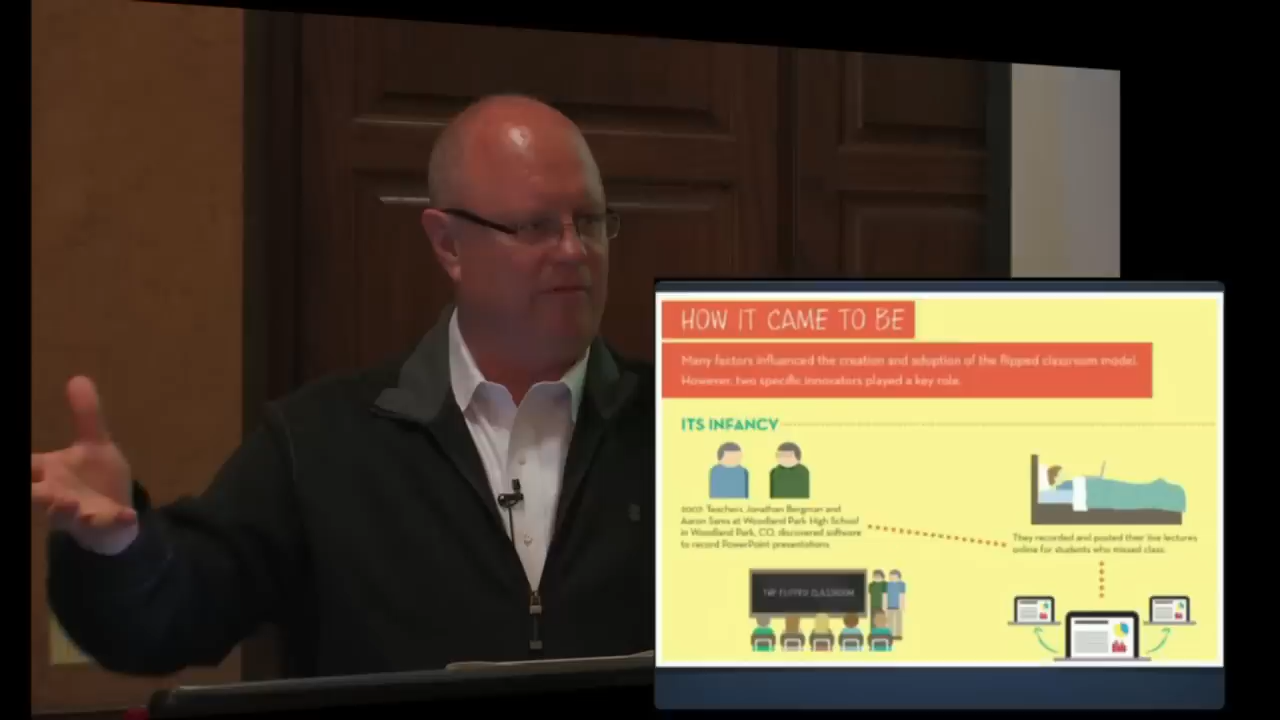 HOW IT CAME TO BE
Many factors influenced the creation and adoption of the flipped classroom model.
However, two specific innovators played a key role.
ITS INFANCY
2007: Teachers Jonathan Bergman and
Aaron Sams at Woodland Park High School
in Woodland Park, CO, discovered software
to record PowerPoint presentations
They recorded and posted their live lectures
online for students who missed class.
THE FLIPPED CLASSROOM